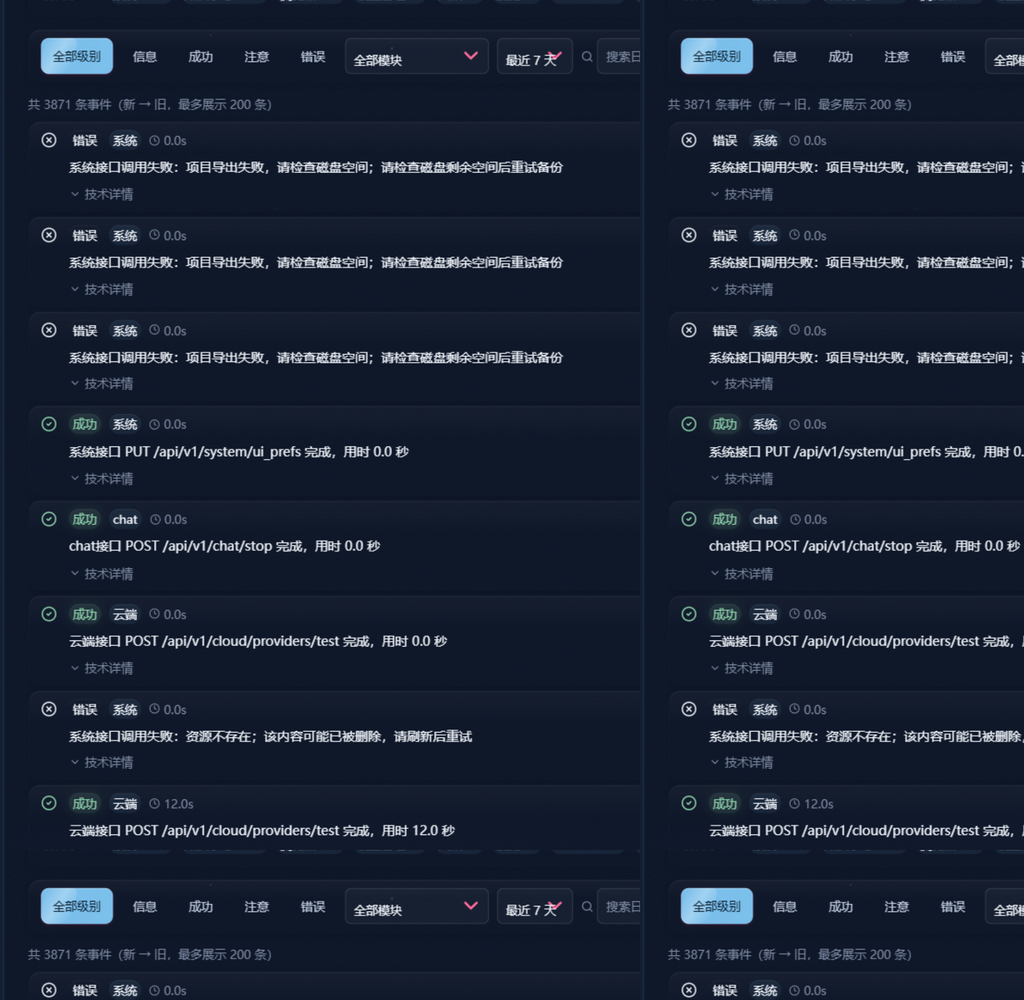 全部级别 信息 成功 注意 错误 全部模块 最近 7 天 搜索日
共 3871 条事件（新 → 旧，最多展示 200 条）
错误 系统 0.0s
系统接口调用失败：项目导出失败，请检查磁盘空间；请检查磁盘剩余空间后重试备份
技术详情
错误 系统 0.0s
系统接口调用失败：项目导出失败，请检查磁盘空间；请检查磁盘剩余空间后重试备份
技术详情
错误 系统 0.0s
系统接口调用失败：项目导出失败，请检查磁盘空间；请检查磁盘剩余空间后重试备份
技术详情
成功 系统 0.0s
系统接口 PUT /api/v1/system/ui_prefs 完成，用时 0.0 秒
技术详情
成功 chat 0.0s
chat接口 POST /api/v1/chat/stop 完成，用时 0.0 秒
技术详情
成功 云端 0.0s
云端接口 POST /api/v1/cloud/providers/test 完成，用时 0.0 秒
技术详情
错误 系统 0.0s
系统接口调用失败：资源不存在；该内容可能已被删除，请刷新后重试
技术详情
成功 云端 12.0s
云端接口 POST /api/v1/cloud/providers/test 完成，用时 12.0 秒
全部级别 信息 成功 注意 错误 全部模块 最近 7 天 搜索日
共 3871 条事件（新 → 旧，最多展示 200 条）
错误 系统 0.0s
全部级别 信息 成功 注意 错误 全部模
共 3871 条事件（新 → 旧，最多展示 200 条）
错误 系统 0.0s
系统接口调用失败：项目导出失败，请检查磁盘空间；
技术详情
错误 系统 0.0s
系统接口调用失败：项目导出失败，请检查磁盘空间；
技术详情
错误 系统 0.0s
系统接口调用失败：项目导出失败，请检查磁盘空间；
技术详情
成功 系统 0.0s
系统接口 PUT /api/v1/system/ui_prefs 完成，用时 0.
技术详情
成功 chat 0.0s
chat接口 POST /api/v1/chat/stop 完成，用时 0.0 秒
技术详情
成功 云端 0.0s
云端接口 POST /api/v1/cloud/providers/test 完成，
技术详情
错误 系统 0.0s
系统接口调用失败：资源不存在；该内容可能已被删除，
技术详情
成功 云端 12.0s
云端接口 POST /api/v1/cloud/providers/test 完成，
全部级别 信息 成功 注意 错误 全部模
共 3871 条事件（新 → 旧，最多展示 200 条）
错误 系统 0.0s